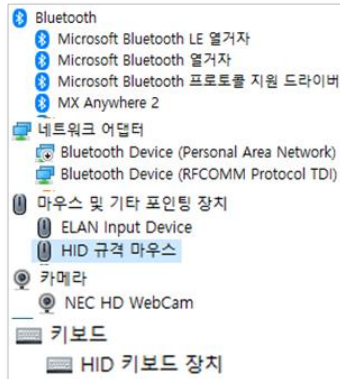 Bluetooth
Microsoft Bluetooth LE 열거자
Microsoft Bluetooth 열거자
Microsoft Bluetooth 프로토콜 지원 드라이버
MX Anywhere 2
네트워크 어댑터
Bluetooth Device (Personal Area Network)
Bluetooth Device (RFCOMM Protocol TDI)
마우스 및 기타 포인팅 장치
ELAN Input Device
HID 규격 마우스
카메라
NEC HD WebCam
키보드
HID 키보드 장치